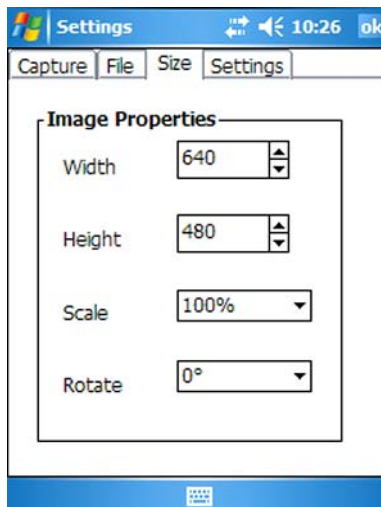 Settings 10:26 ok
Capture File Size Settings
Image Properties
Width 640
Height 480
Scale 100%
Rotate 0°